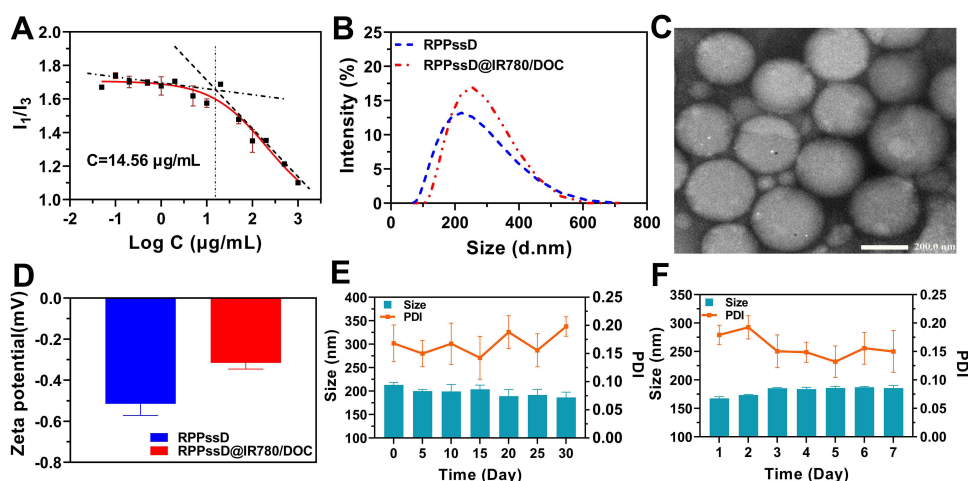 A
I1/I3
2.0
1.8
1.6
1.4
1.2
1.0
C=14.56 μg/mL
-2 -1 0 1 2 3 4
Log C (μg/mL)
B
Intensity (%)
25
20
15
10
5
0
RPPssD
RPPssD@IR780/DOC
0 200 400 600 800
Size (d.nm)
C
200.0 nm
D
Zeta potential(mV)
0.0
-0.2
-0.4
-0.6
-0.8
RPPssD
RPPssD@IR780/DOC
E
Size (nm)
400
350
300
250
200
150
100
Size
PDI
0.25
0.20
0.15
0.10
0.05
0.00
PDI
0 5 10 15 20 25 30
Time (Day)
F
Size (nm)
350
300
250
200
150
100
Size
PDI
0.25
0.20
0.15
0.10
0.05
0.00
PDI
1 2 3 4 5 6 7
Time (Day)